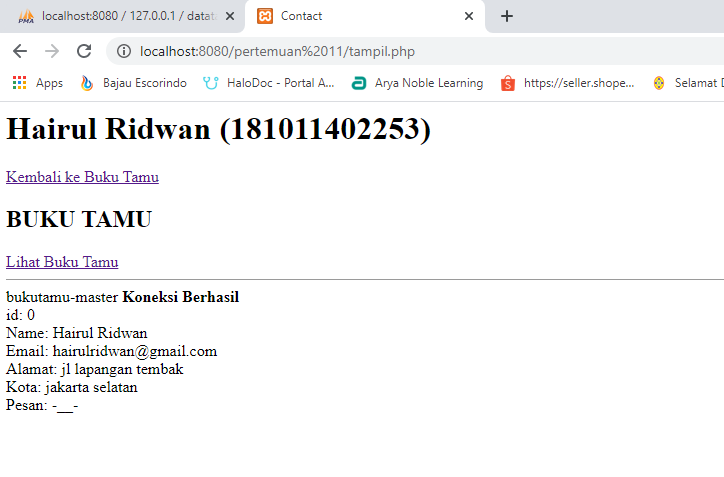 localhost:8080 / 127.0.0.1 / datat
Contact
localhost:8080/pertemuan%2011/tampil.php
Apps
Bajau Escorindo
HaloDoc - Portal A...
Arya Noble Learning
https://seller.shope...
Selamat D
Hairul Ridwan (181011402253)
Kembali ke Buku Tamu
BUKU TAMU
Lihat Buku Tamu
bukutamu-master Koneksi Berhasil
id: 0
Name: Hairul Ridwan
Email: hairulridwan@gmail.com
Alamat: jl lapangan tembak
Kota: jakarta selatan
Pesan: -__-